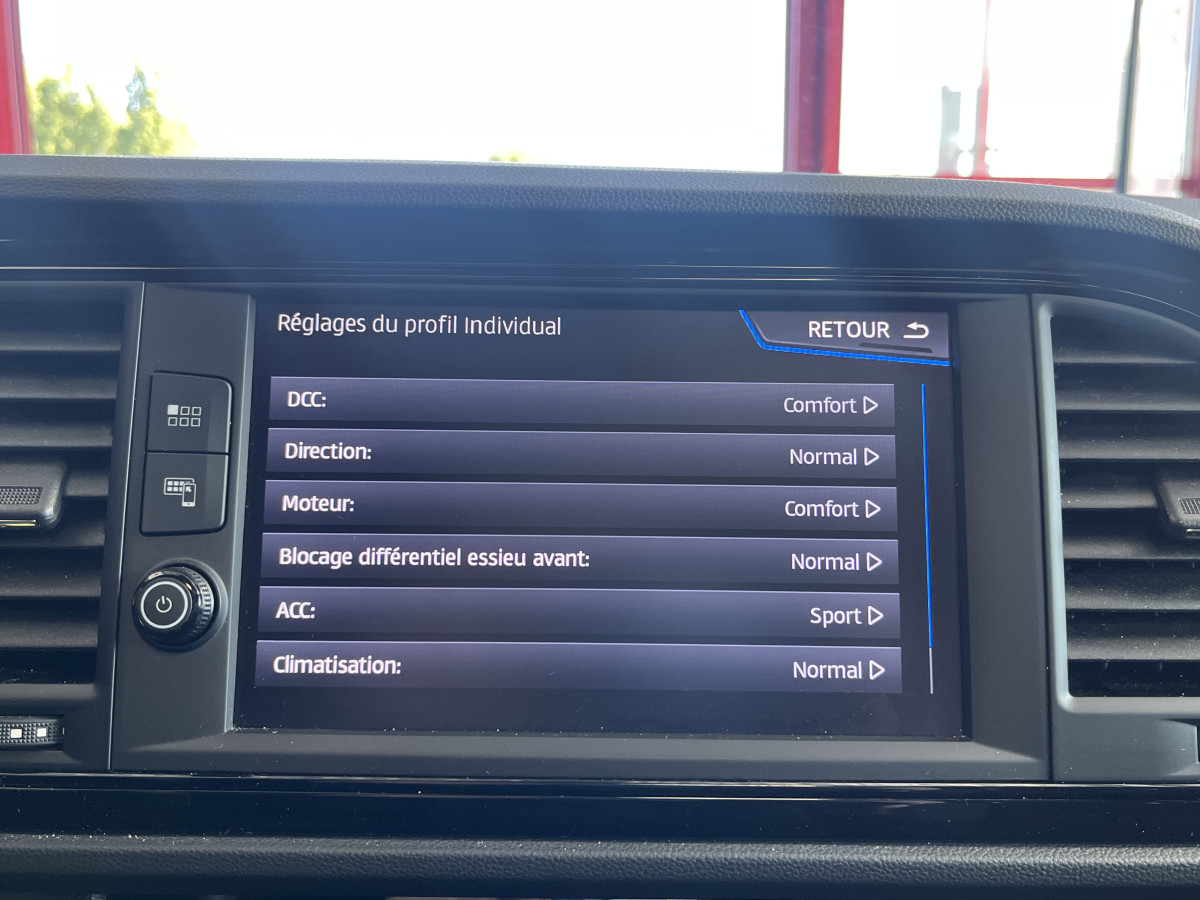 Réglages du profil Individual
RETOUR
DCC: Comfort
Direction: Normal
Moteur: Comfort
Blocage différentiel essieu avant: Normal
ACC: Sport
Climatisation: Normal